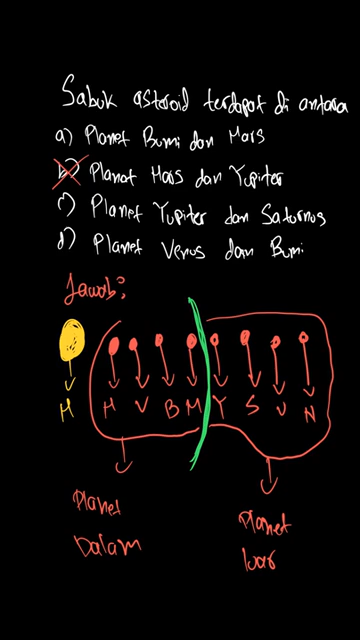 Sabuk asteroid terdapat di antara
a) Planet Bumi dan Mars
b) Planet Mars dan Yupiter
c) Planet Yupiter dan Saturnus
d) Planet Venus dan Bumi
Jawab:
M M V B M Y S U N
Planet
Dalam
Planet
luar